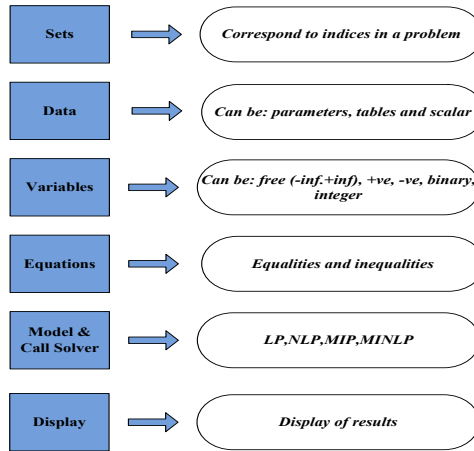 Sets
Correspond to indices in a problem
Data
Can be: parameters, tables and scalar
Variables
Can be: free (-inf.+inf), +ve, -ve, binary,
integer
Equations
Equalities and inequalities
Model &
Call Solver
LP,NLP,MIP,MINLP
Display
Display of results